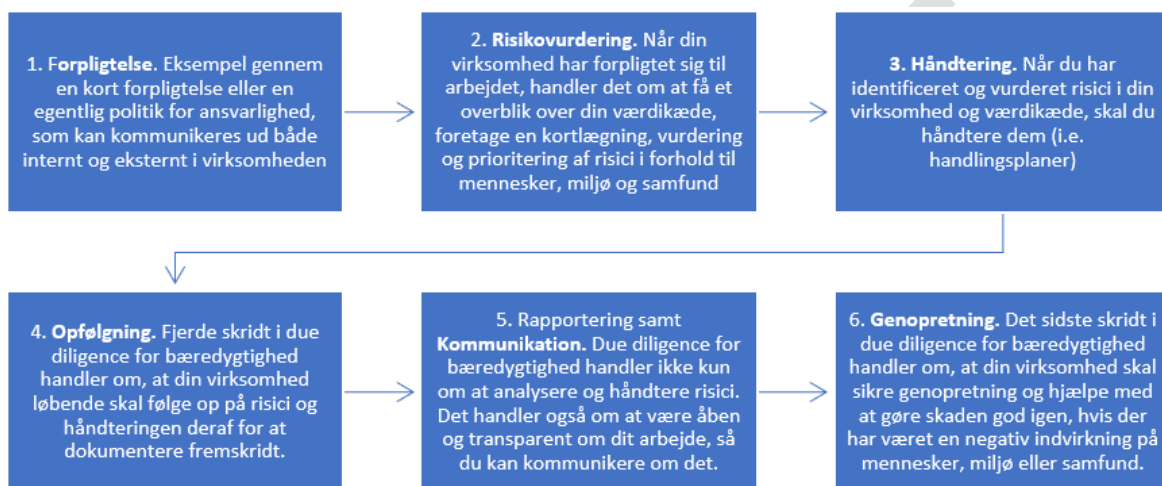 1. Forpligtelse. Eksempel gennem
en kort forpligtelse eller en
egentlig politik for ansvarlighed,
som kan kommunikeres ud både
internt og eksternt i virksomheden
2. Risikovurdering. Når din
virksomhed har forpligtet sig til
arbejdet, handler det om at få et
overblik over din værdikæde,
foretage en kortlægning, vurdering
og prioritering af risici i forhold til
mennesker, miljø og samfund
3. Håndtering. Når du har
identificeret og vurderet risici i din
virksomhed og værdikæde, skal du
håndtere dem (i.e.
handlingsplaner)
4. Opfølgning. Fjerde skridt i due
diligence for bæredygtighed
handler om, at din virksomhed
løbende skal følge op på risici og
håndteringen deraf for at
dokumentere fremskridt.
5. Rapportering samt
Kommunikation. Due diligence for
bæredygtighed handler ikke kun
om at analysere og håndtere risici.
Det handler også om at være åben
og transparent om dit arbejde, så
du kan kommunikere om det.
6. Genopretning. Det sidste skridt i
due diligence for bæredygtighed
handler om, at din virksomhed skal
sikre genopretning og hjælpe med
at gøre skaden god igen, hvis der
har været en negativ indvirkning på
mennesker, miljø eller samfund.